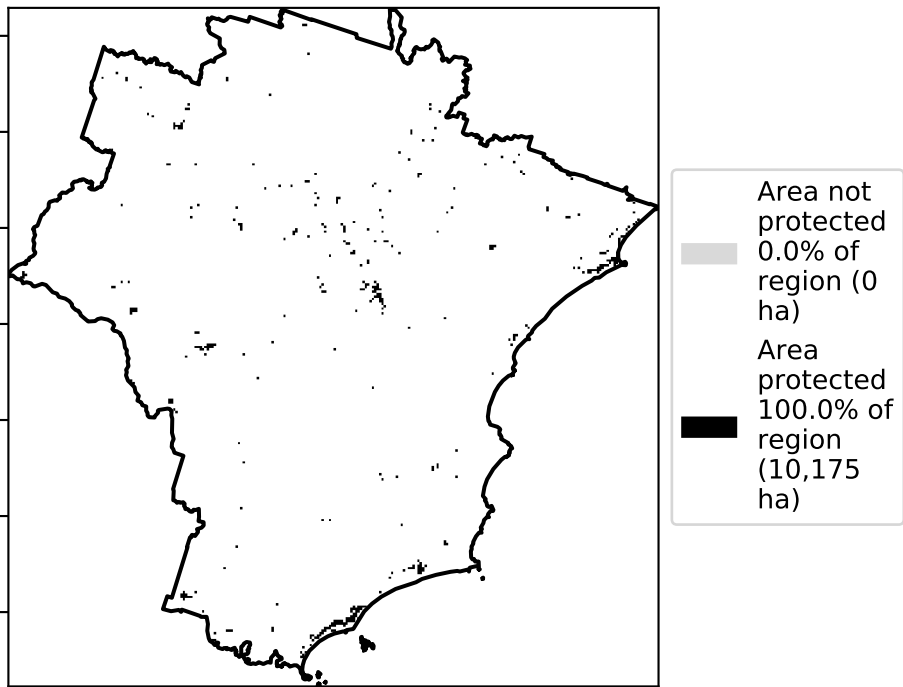 Area not
protected
0.0% of
region (0
ha)
Area
protected
100.0% of
region
(10,175
ha)